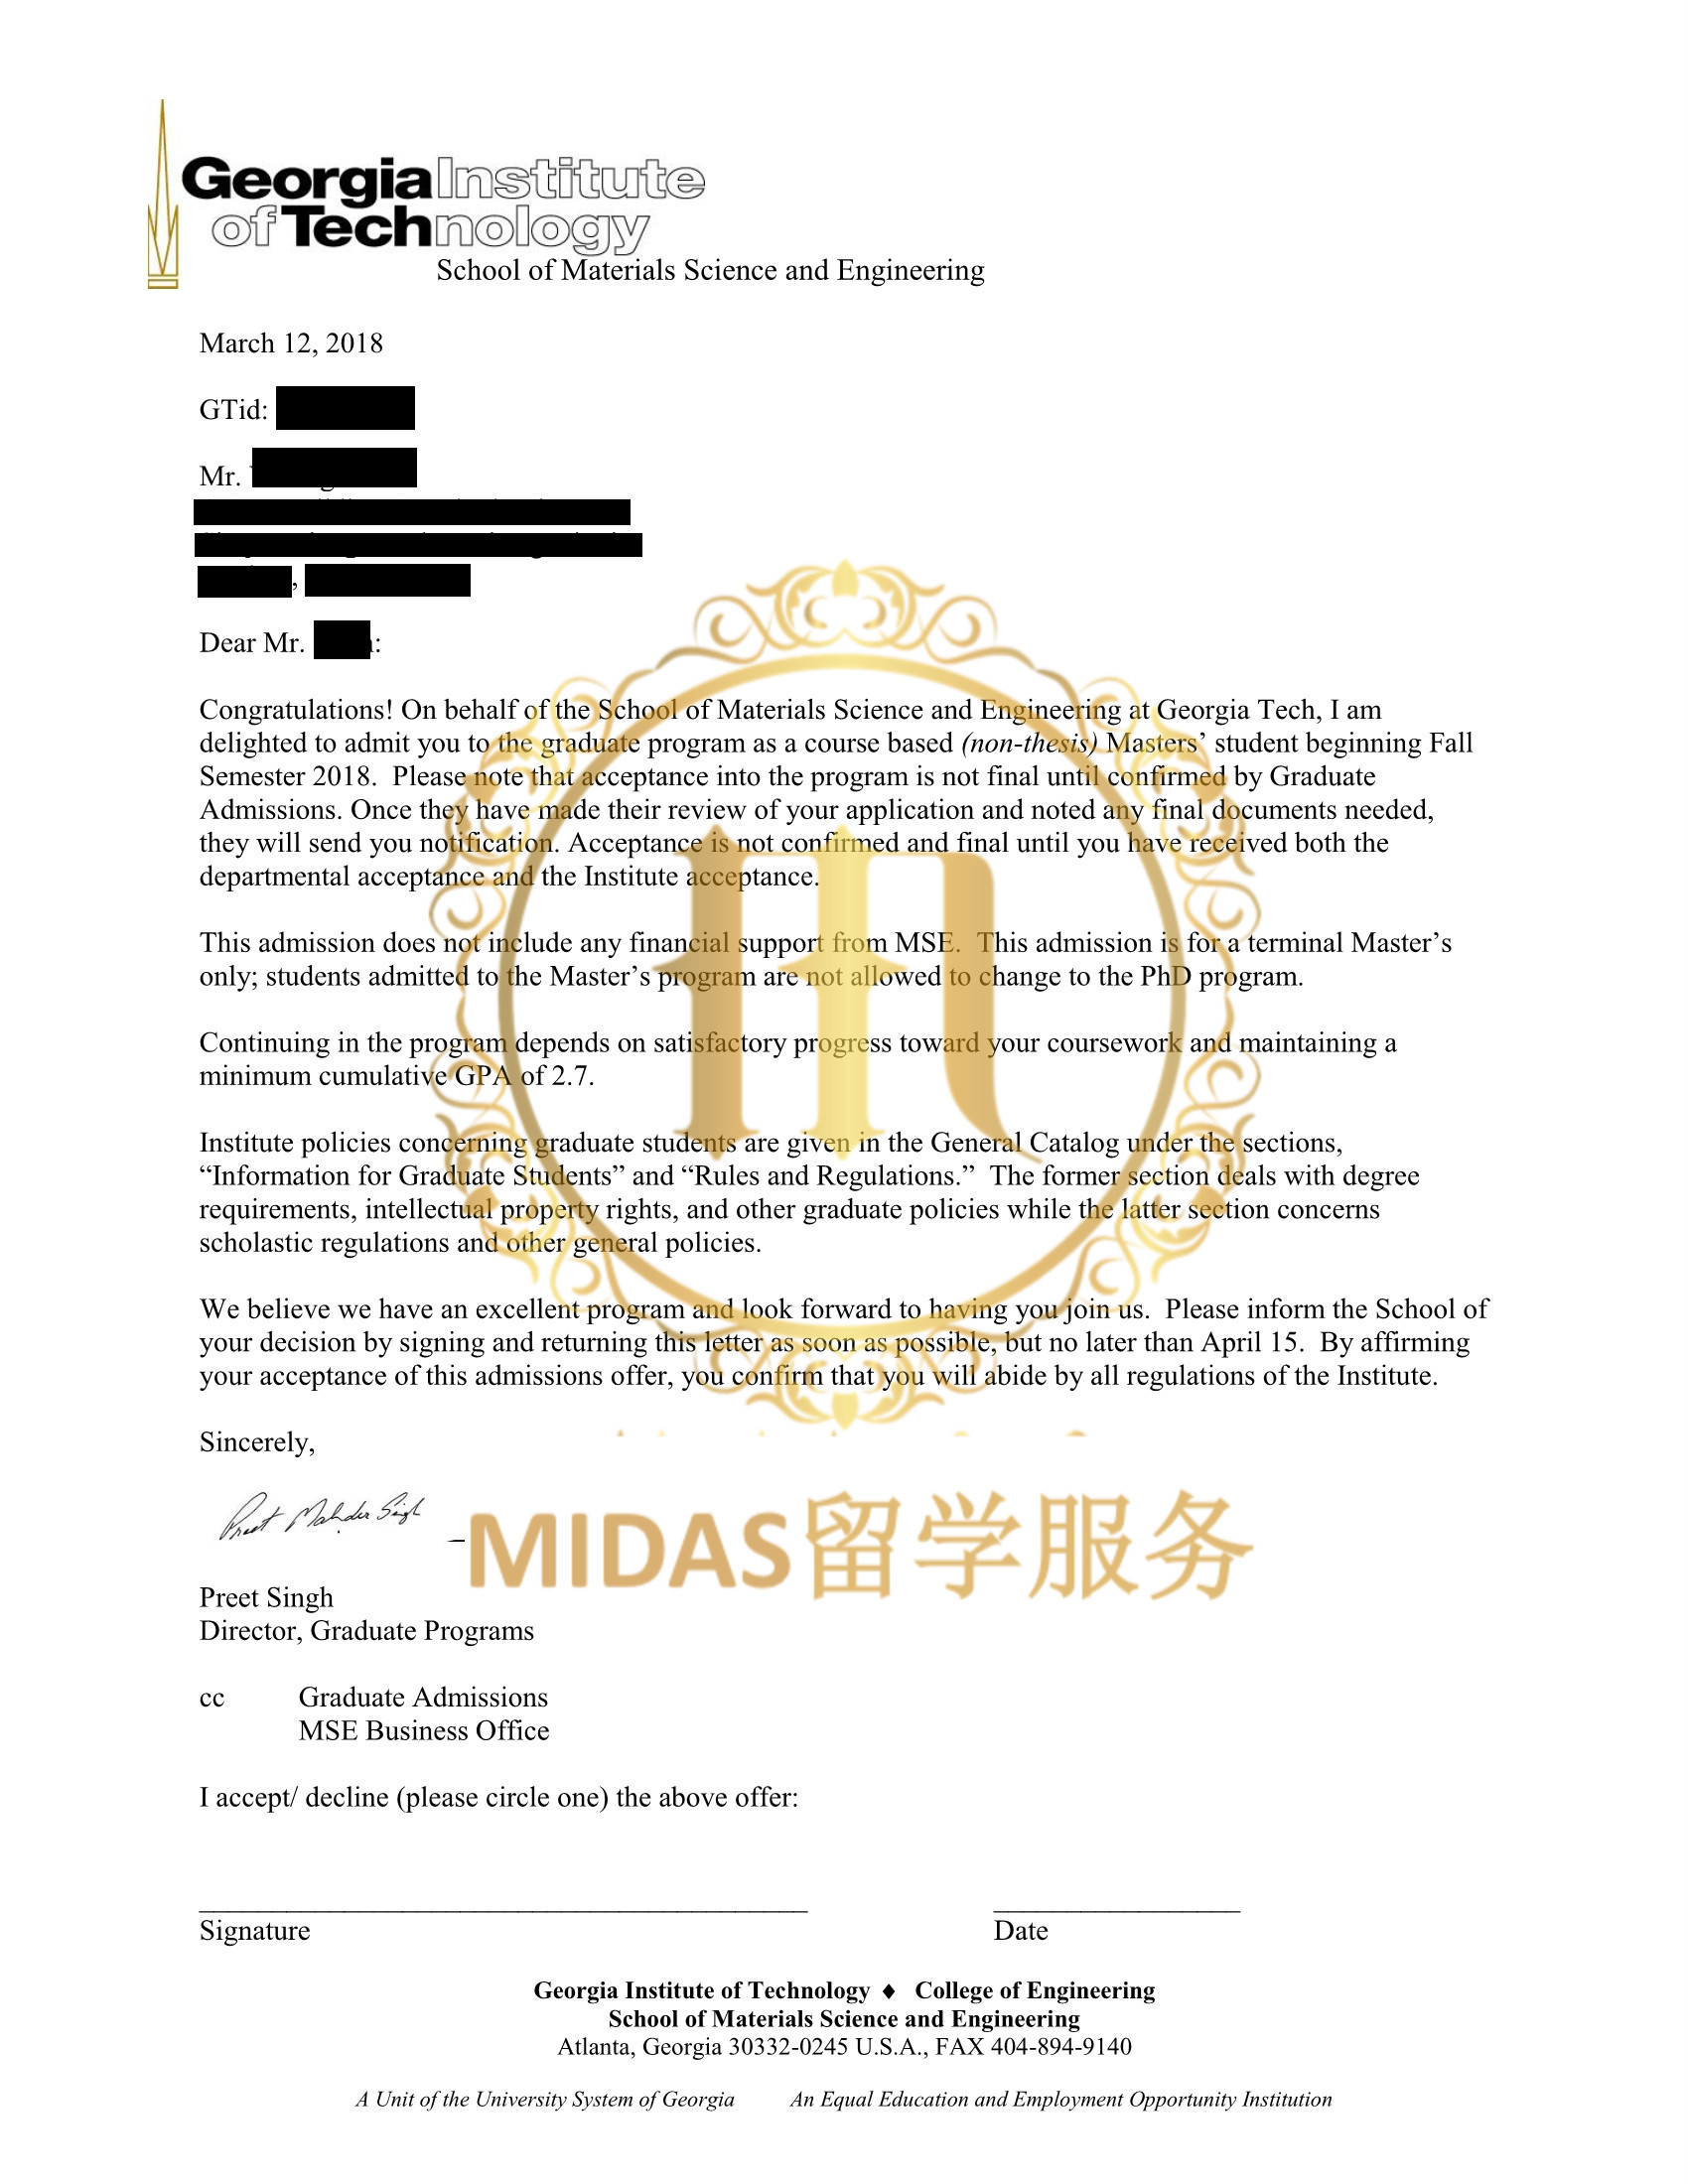 Georgia Institute
of Technology
School of Materials Science and Engineering
March 12, 2018
GTid:
Mr.
,
Dear Mr. :
Congratulations! On behalf of the School of Materials Science and Engineering at Georgia Tech, I am
delighted to admit you to the graduate program as a course based (non-thesis) Masters’ student beginning Fall
Semester 2018.  Please note that acceptance into the program is not final until confirmed by Graduate
Admissions. Once they have made their review of your application and noted any final documents needed,
they will send you notification. Acceptance is not confirmed and final until you have received both the
departmental acceptance and the Institute acceptance.
This admission does not include any financial support from MSE.  This admission is for a terminal Master’s
only; students admitted to the Master’s program are not allowed to change to the PhD program.
Continuing in the program depends on satisfactory progress toward your coursework and maintaining a
minimum cumulative GPA of 2.7.
Institute policies concerning graduate students are given in the General Catalog under the sections,
“Information for Graduate Students” and “Rules and Regulations.”  The former section deals with degree
requirements, intellectual property rights, and other graduate policies while the latter section concerns
scholastic regulations and other general policies.
We believe we have an excellent program and look forward to having you join us.  Please inform the School of
your decision by signing and returning this letter as soon as possible, but no later than April 15.  By affirming
your acceptance of this admissions offer, you confirm that you will abide by all regulations of the Institute.
Sincerely,
Preet Mahider Singh
MIDAS留学服务
Preet Singh
Director, Graduate Programs
cc Graduate Admissions
MSE Business Office
I accept/ decline (please circle one) the above offer:
Signature Date
Georgia Institute of Technology ♦ College of Engineering
School of Materials Science and Engineering
Atlanta, Georgia 30332-0245 U.S.A., FAX 404-894-9140
A Unit of the University System of Georgia An Equal Education and Employment Opportunity Institution